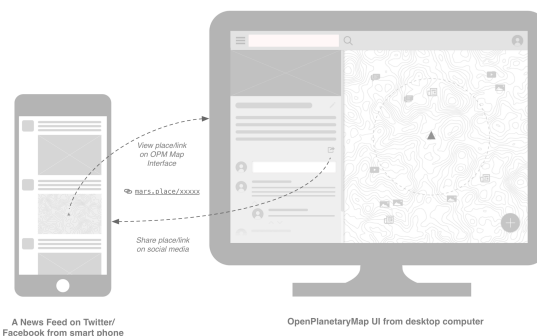 View place/link
on OPM Map
Interface
mars.place/xxxxx
Share place/link
on social media
A News Feed on Twitter/
Facebook from smart phone
OpenPlanetaryMap UI from desktop computer